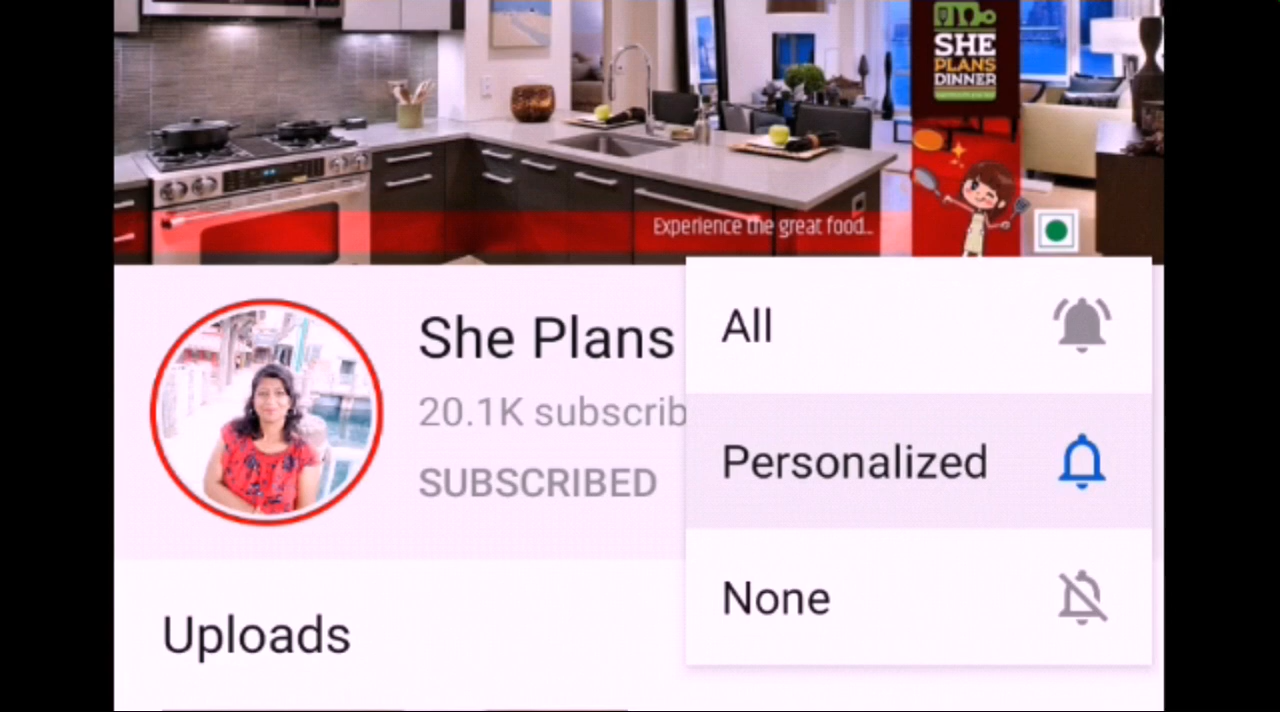 SHE
PLANS
DINNER
Experience the great food...
She Plans
20.1K subscrib
SUBSCRIBED
All
Personalized
None
Uploads